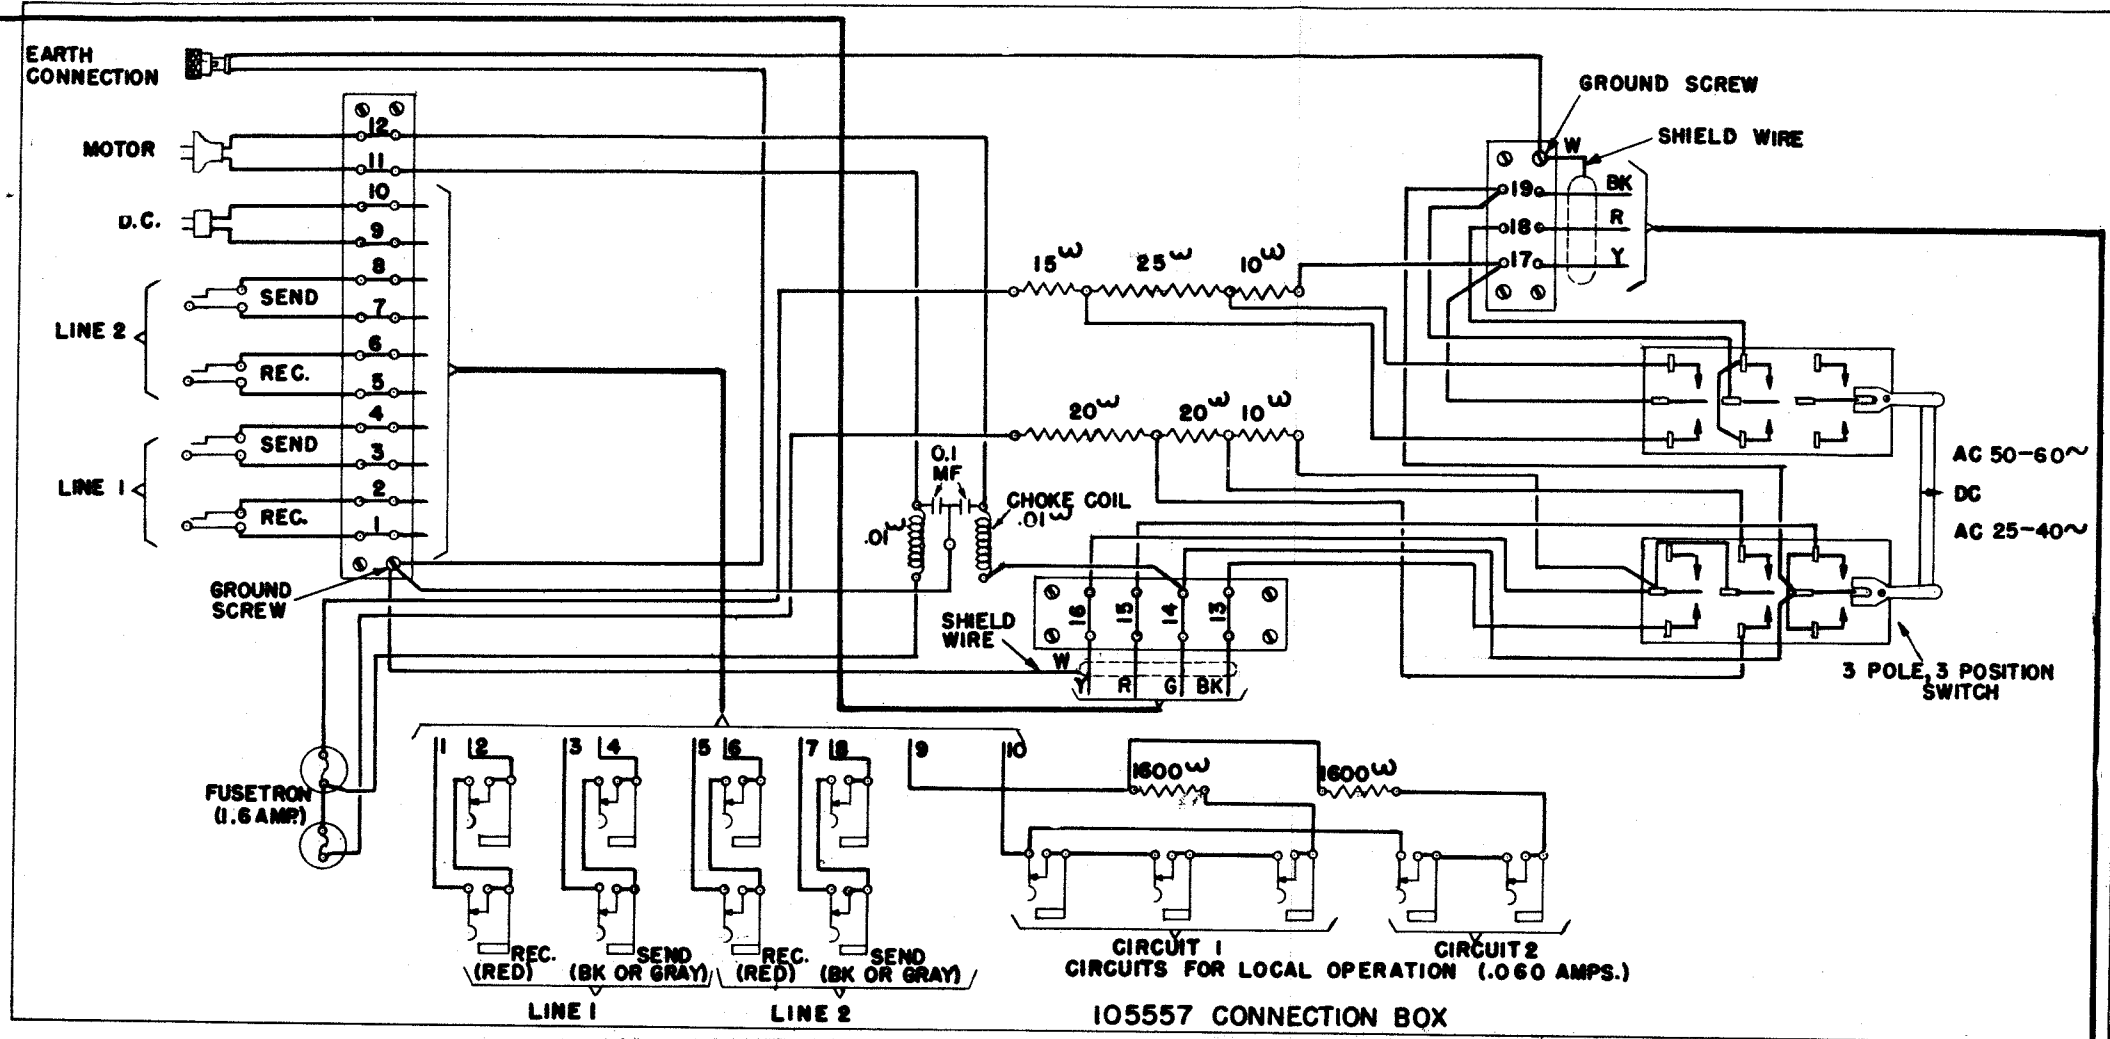 EARTH
CONNECTION
MOTOR
D.C.
LINE 2
SEND
REC.
LINE 1
SEND
REC.
12
11
10
9
8
7
6
5
4
3
2
1
GROUND
SCREW
GROUND SCREW
SHIELD WIRE
W
19
BK
18
R
17
Y
15ω
25ω
10ω
20ω
20ω
10ω
0.1
MF
CHOKE COIL
.01ω
.01ω
AC 50-60~
DC
AC 25-40~
3 POLE, 3 POSITION
SWITCH
16
15
14
13
SHIELD
WIRE
W
Y
R
G
BK
FUSETRON
(1.6 AMP.)
1
2
3
4
5
6
7
8
9
10
1600ω
1600ω
REC.
(RED)
SEND
(BK OR GRAY)
REC.
(RED)
SEND
(BK OR GRAY)
LINE 1
LINE 2
CIRCUIT 1
CIRCUIT 2
CIRCUITS FOR LOCAL OPERATION (.060 AMPS.)
105557 CONNECTION BOX